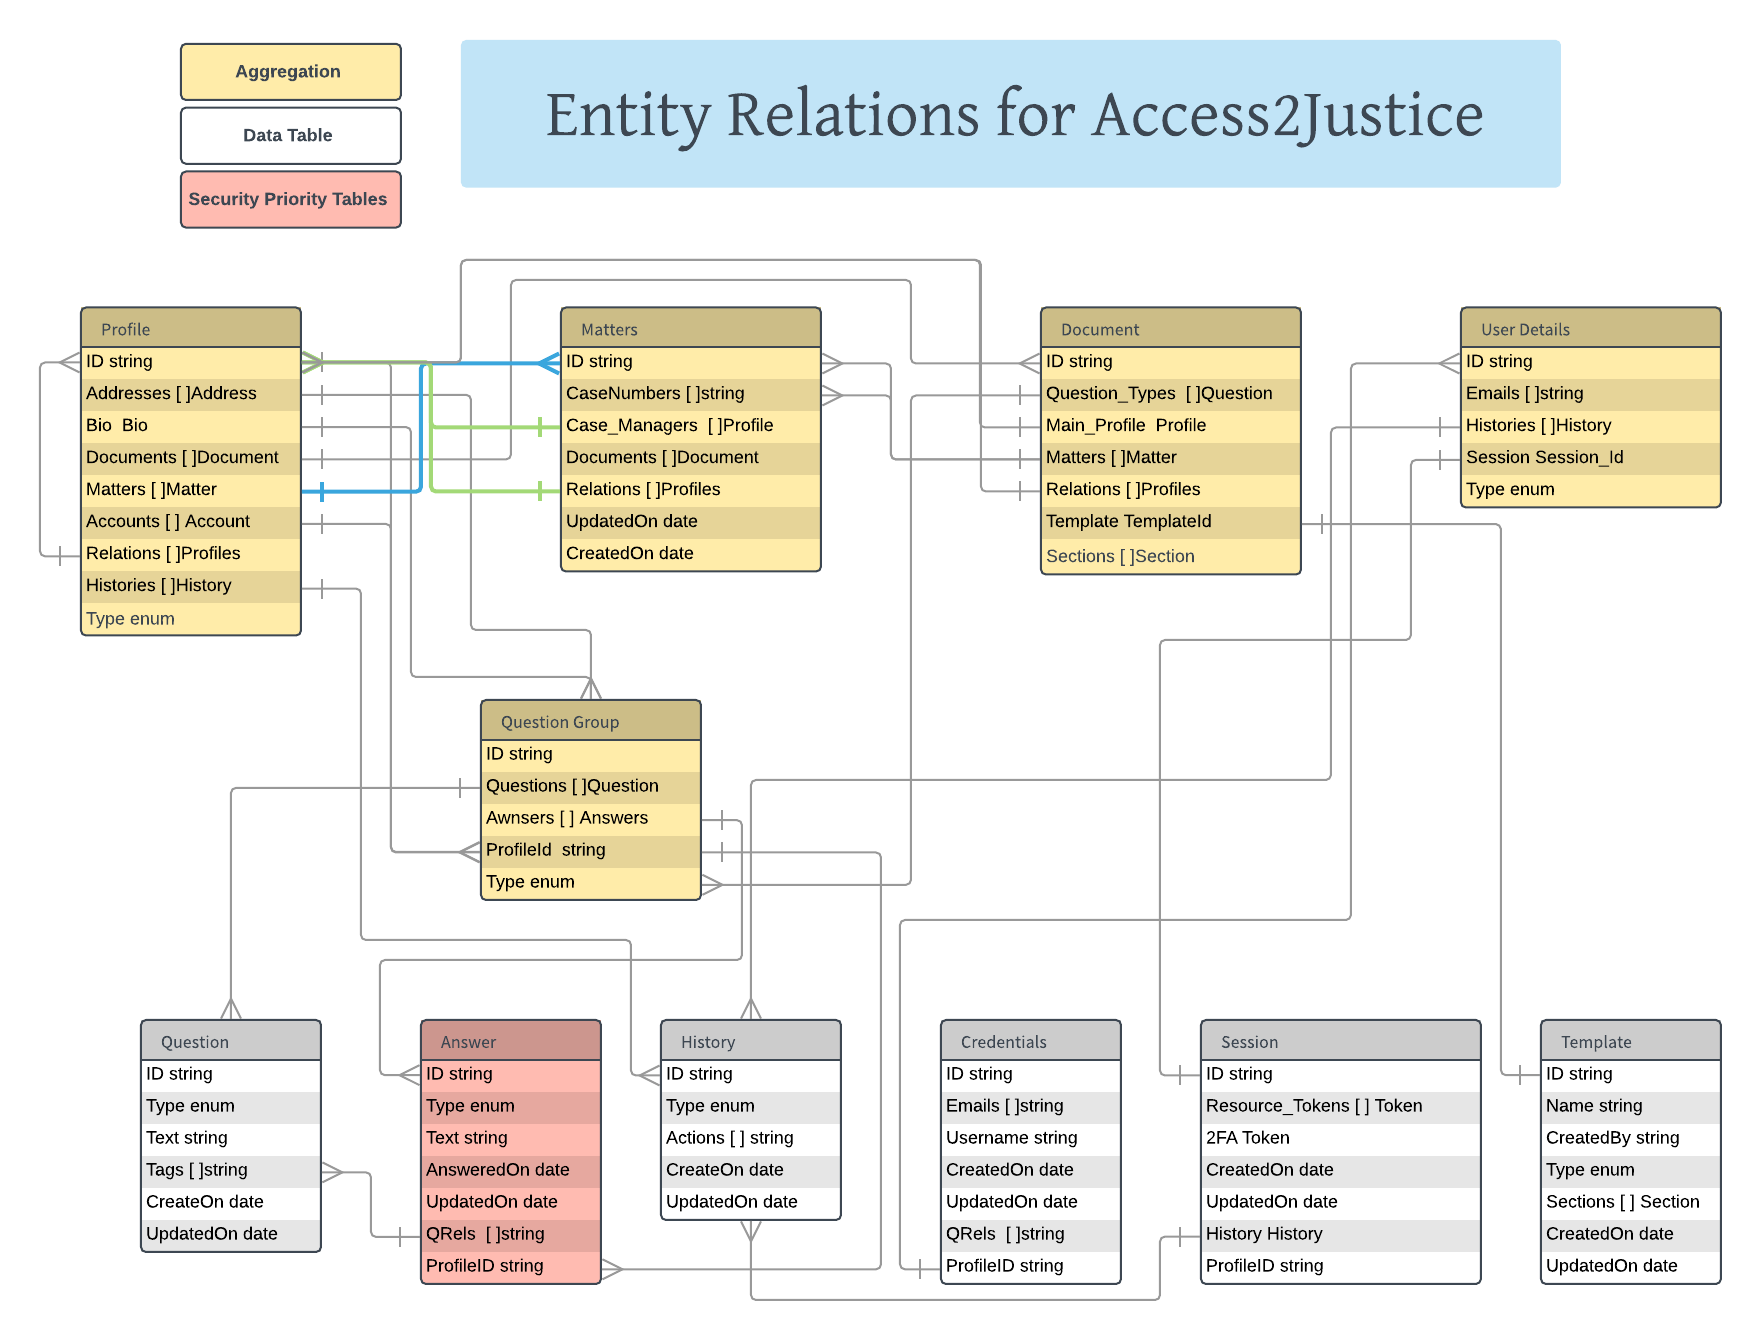 Aggregation
Data Table
Security Priority Tables
Entity Relations for Access2Justice
Profile
ID string
Addresses [ ]Address
Bio  Bio
Documents [ ]Document
Matters [ ]Matter
Accounts [ ] Account
Relations [ ]Profiles
Histories [ ]History
Type enum
Matters
ID string
CaseNumbers [ ]string
Case_Managers  [ ]Profile
Documents [ ]Document
Relations [ ]Profiles
UpdatedOn date
CreatedOn date
Document
ID string
Question_Types  [ ]Question
Main_Profile  Profile
Matters [ ]Matter
Relations [ ]Profiles
Template TemplateId
Sections [ ]Section
User Details
ID string
Emails [ ]string
Histories [ ]History
Session Session_Id
Type enum
Question Group
ID string
Questions [ ]Question
Awnsers [ ] Answers
ProfileId  string
Type enum
Question
ID string
Type enum
Text string
Tags [ ]string
CreateOn date
UpdatedOn date
Answer
ID string
Type enum
Text string
AnsweredOn date
UpdatedOn date
QRels  [ ]string
ProfileID string
History
ID string
Type enum
Actions [ ] string
CreateOn date
UpdatedOn date
Credentials
ID string
Emails [ ]string
Username string
CreatedOn date
UpdatedOn date
QRels  [ ]string
ProfileID string
Session
ID string
Resource_Tokens [ ] Token
2FA Token
CreatedOn date
UpdatedOn date
History History
ProfileID string
Template
ID string
Name string
CreatedBy string
Type enum
Sections [ ] Section
CreatedOn date
UpdatedOn date